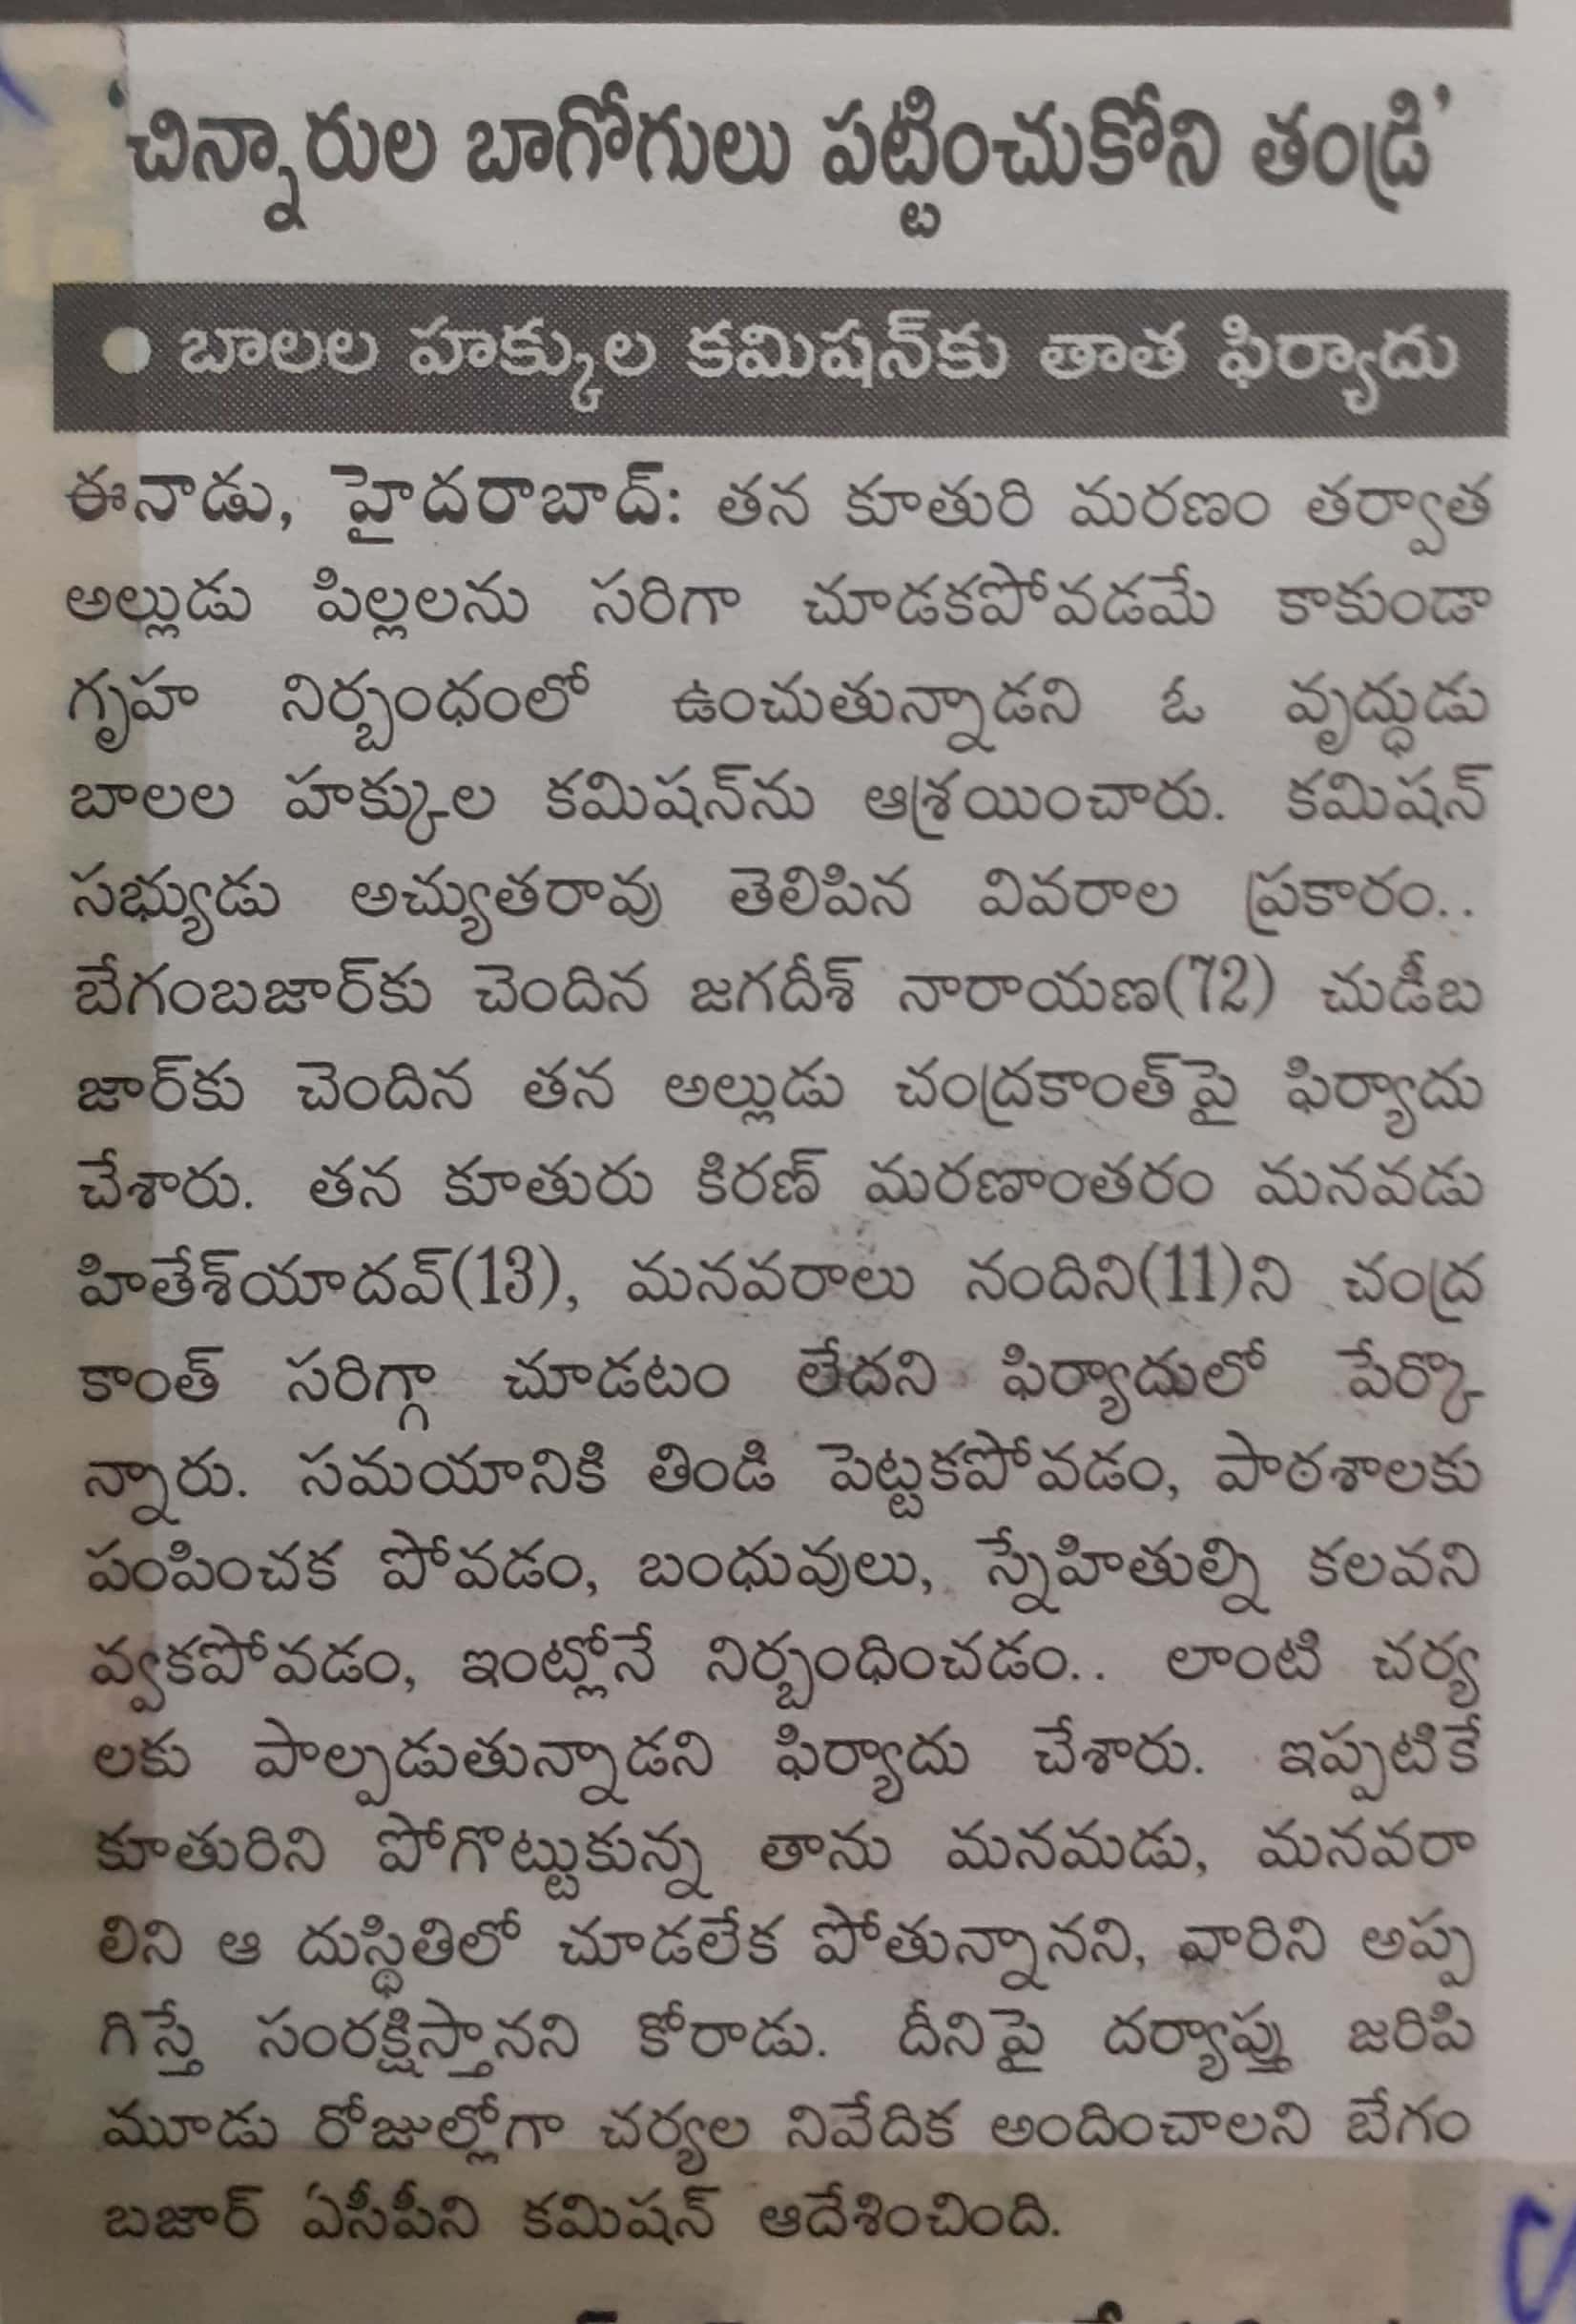 ‘చిన్నారుల బాగోగులు పట్టించుకోని తండ్రి’
• బాలల హక్కుల కమిషన్‌కు తాత ఫిర్యాదు
ఈనాడు, హైదరాబాద్: తన కూతురి మరణం తర్వాత
అల్లుడు పిల్లలను సరిగా చూడకపోవడమే కాకుండా
గృహ నిర్బంధంలో ఉంచుతున్నాడని ఓ వృద్ధుడు
బాలల హక్కుల కమిషన్‌ను ఆశ్రయించారు. కమిషన్
సభ్యుడు అచ్యుతరావు తెలిపిన వివరాల ప్రకారం..
బేగంబజార్‌కు చెందిన జగదీశ్ నారాయణ(72) చుడీబ
జార్‌కు చెందిన తన అల్లుడు చంద్రకాంత్‌పై ఫిర్యాదు
చేశారు. తన కూతురు కిరణ్ మరణాంతరం మనవడు
హితేశ్‌యాదవ్(13), మనవరాలు నందిని(11)ని చంద్ర
కాంత్ సరిగ్గా చూడటం లేదని ఫిర్యాదులో పేర్కొ
న్నారు. సమయానికి తిండి పెట్టకపోవడం, పాఠశాలకు
పంపించక పోవడం, బంధువులు, స్నేహితుల్ని కలవని
వ్వకపోవడం, ఇంట్లోనే నిర్బంధించడం.. లాంటి చర్య
లకు పాల్పడుతున్నాడని ఫిర్యాదు చేశారు. ఇప్పటికే
కూతురిని పోగొట్టుకున్న తాను మనమడు, మనవరా
లిని ఆ దుస్థితిలో చూడలేక పోతున్నానని, వారిని అప్ప
గిస్తే సంరక్షిస్తానని కోరాడు. దీనిపై దర్యాప్తు జరిపి
మూడు రోజుల్లోగా చర్యల నివేదిక అందించాలని బేగం
బజార్ ఏసీపీని కమిషన్ ఆదేశించింది.